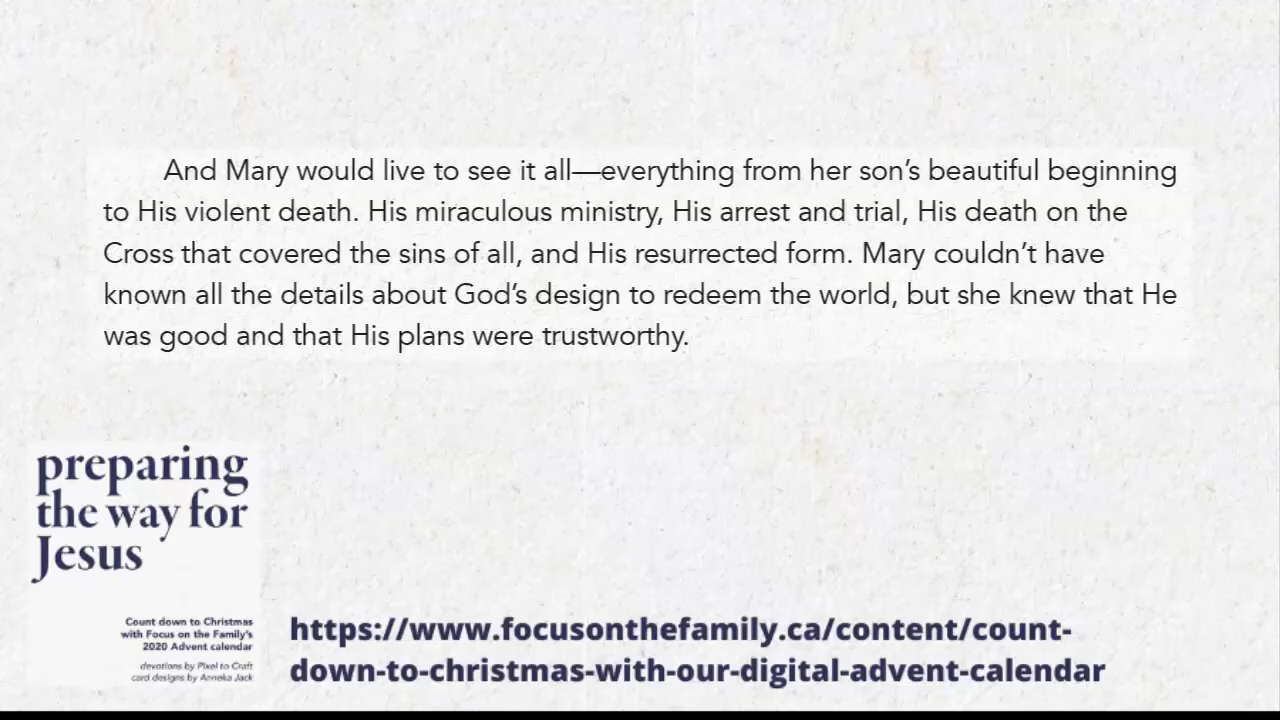 And Mary would live to see it all—everything from her son’s beautiful beginning
to His violent death. His miraculous ministry, His arrest and trial, His death on the
Cross that covered the sins of all, and His resurrected form. Mary couldn’t have
known all the details about God’s design to redeem the world, but she knew that He
was good and that His plans were trustworthy.
preparing
the way for
Jesus
Count down to Christmas
with Focus on the Family's
2020 Advent calendar
devotions by Pixel to Craft
card designs by Anneka Jack
https://www.focusonthefamily.ca/content/count-
down-to-christmas-with-our-digital-advent-calendar